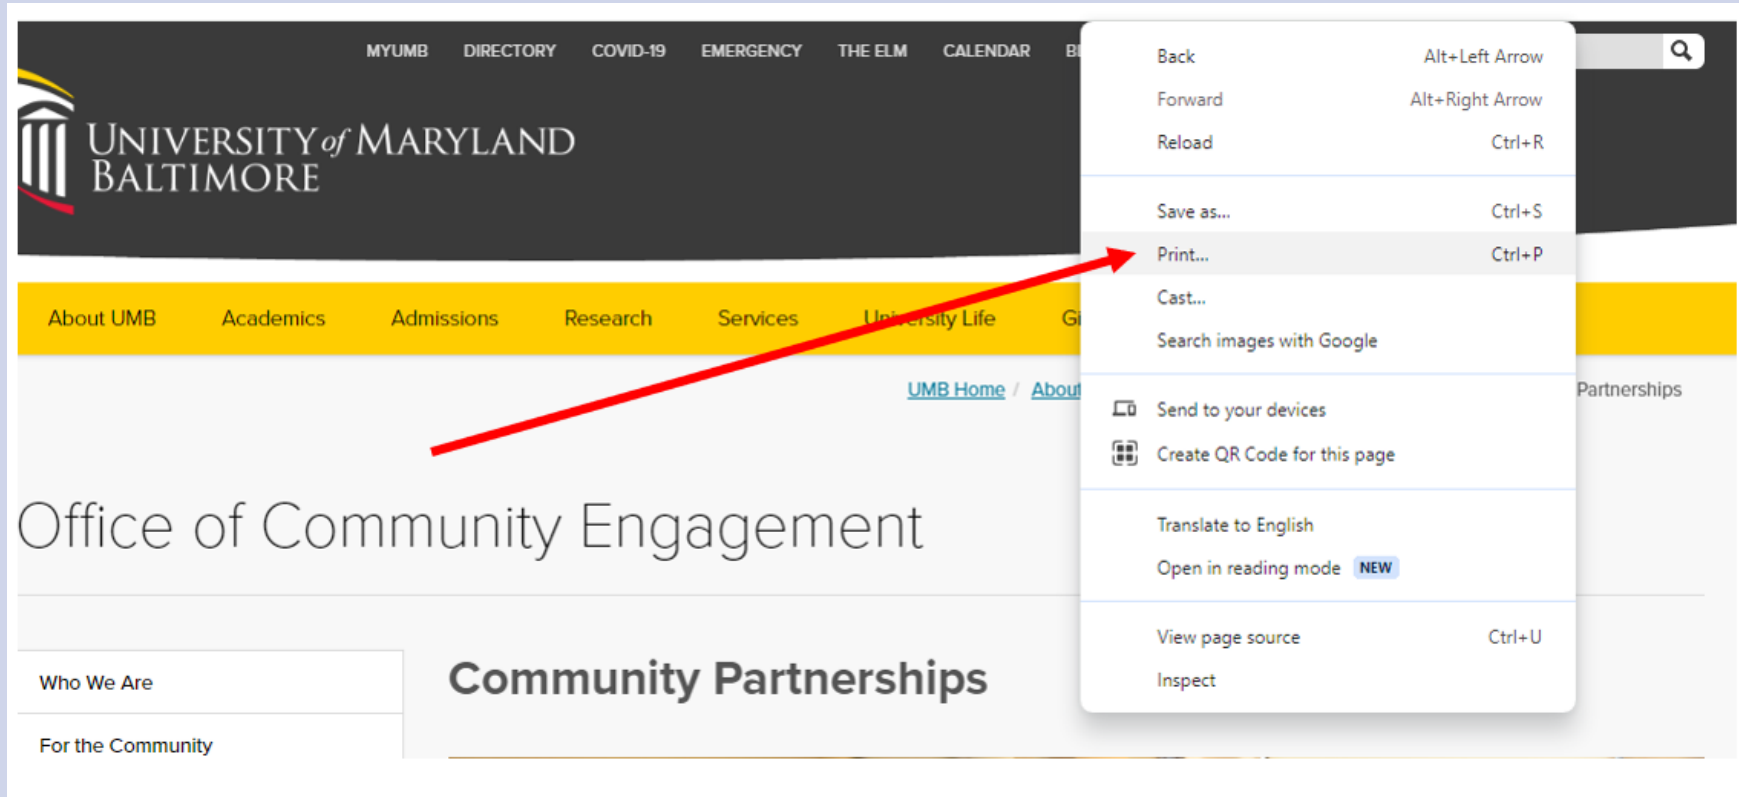 MYUMB DIRECTORY COVID-19 EMERGENCY THE ELM CALENDAR
UNIVERSITY of MARYLAND
BALTIMORE
About UMB Academics Admissions Research Services University Life
UMB Home / About Partnerships
Office of Community Engagement
Who We Are
For the Community
Community Partnerships
Back Alt+Left Arrow
Forward Alt+Right Arrow
Reload Ctrl+R
Save as... Ctrl+S
Print... Ctrl+P
Cast...
Search images with Google
Send to your devices
Create QR Code for this page
Translate to English
Open in reading mode NEW
View page source Ctrl+U
Inspect